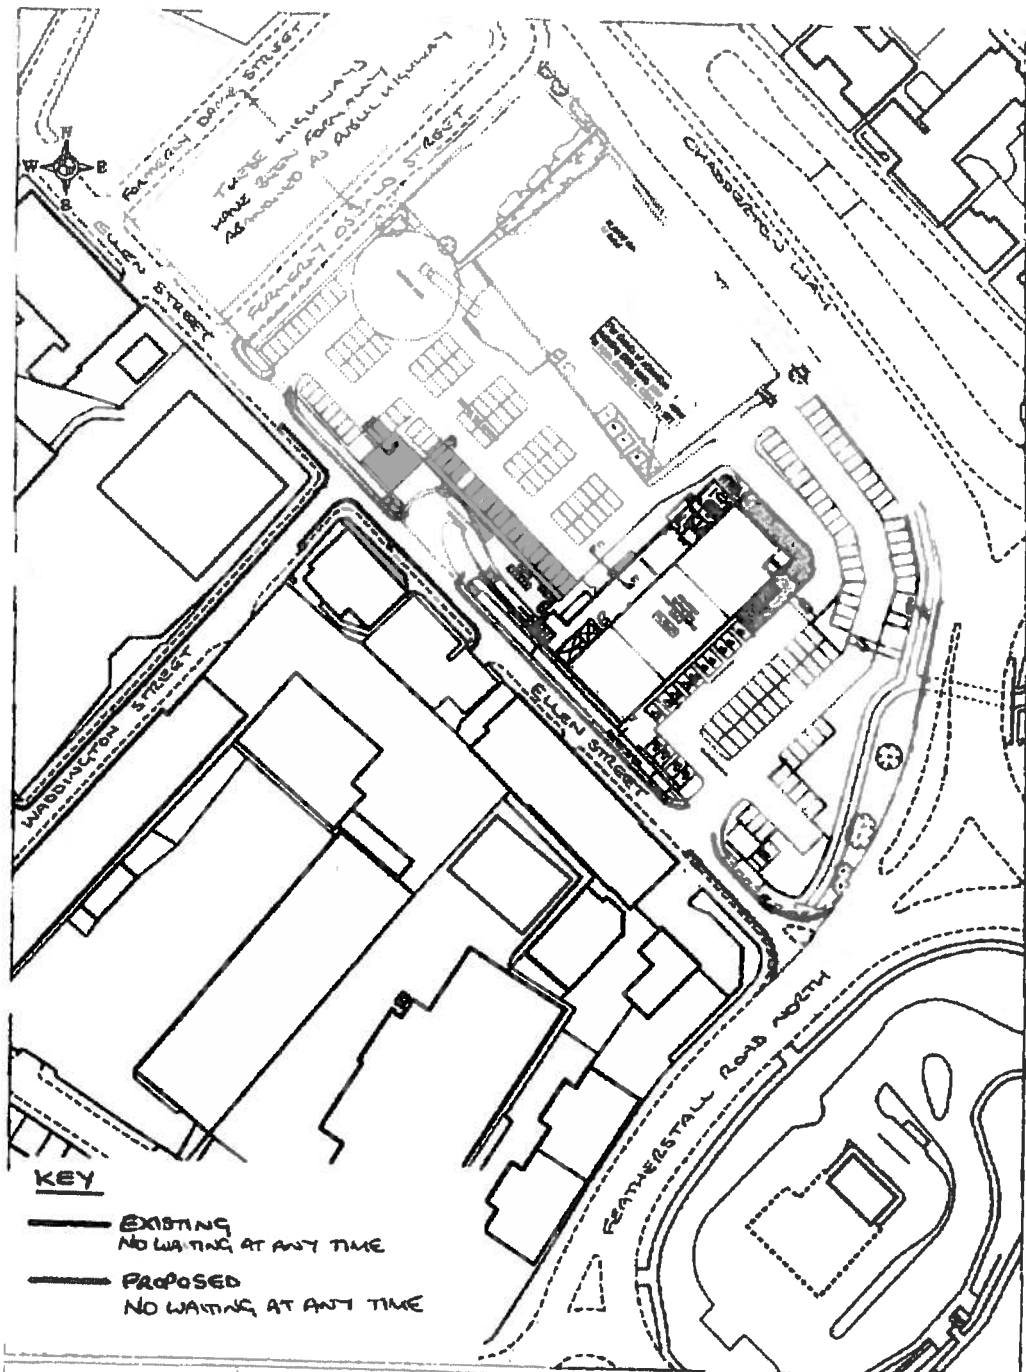 FORMERLY DAME STREET
THESE HIGHWAYS
HAVE BEEN FORMALLY
ABANDONED AS PUBLIC HIGHWAY
FORMERLY OSWALD STREET
N
W E
S
ELLEN STREET
CHADDERTON WAY
ELLEN STREET
WADDINGTON STREET
FEATHERSTALL ROAD NORTH
KEY
EXISTING
NO WAITING AT ANY TIME
PROPOSED
NO WAITING AT ANY TIME